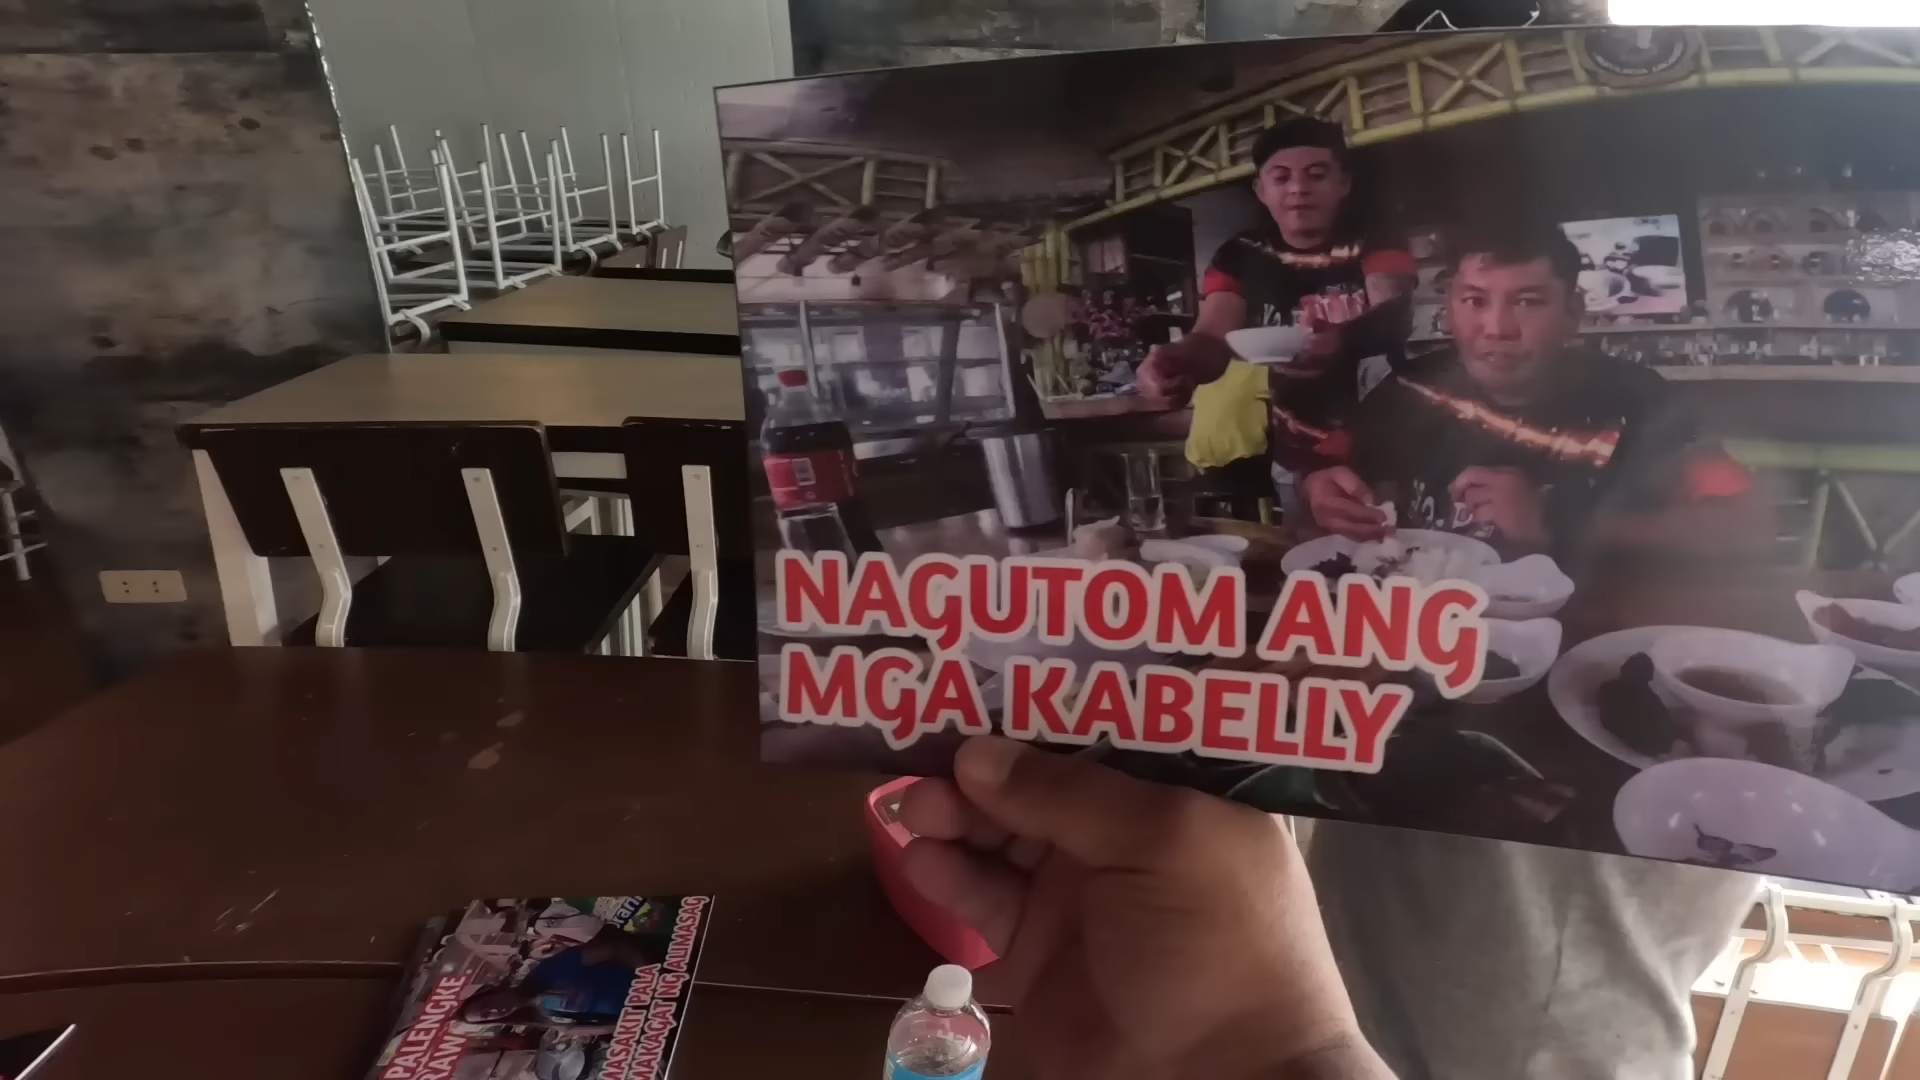 NAGUTOM ANG
MGA KABELLY
PALENGKE
MASAKIT PALA
MAKAGAT NG ALIMASAG